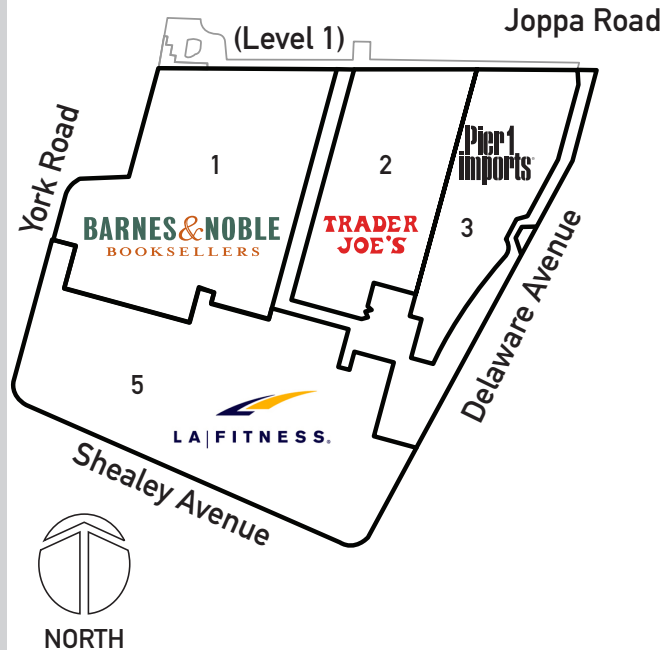 Joppa Road
(Level 1)
York Road
1
BARNES&NOBLE
BOOKSELLERS
2
TRADER
JOE'S
Pier 1
imports
3
Delaware Avenue
5
LA|FITNESS.
Shealey Avenue
NORTH